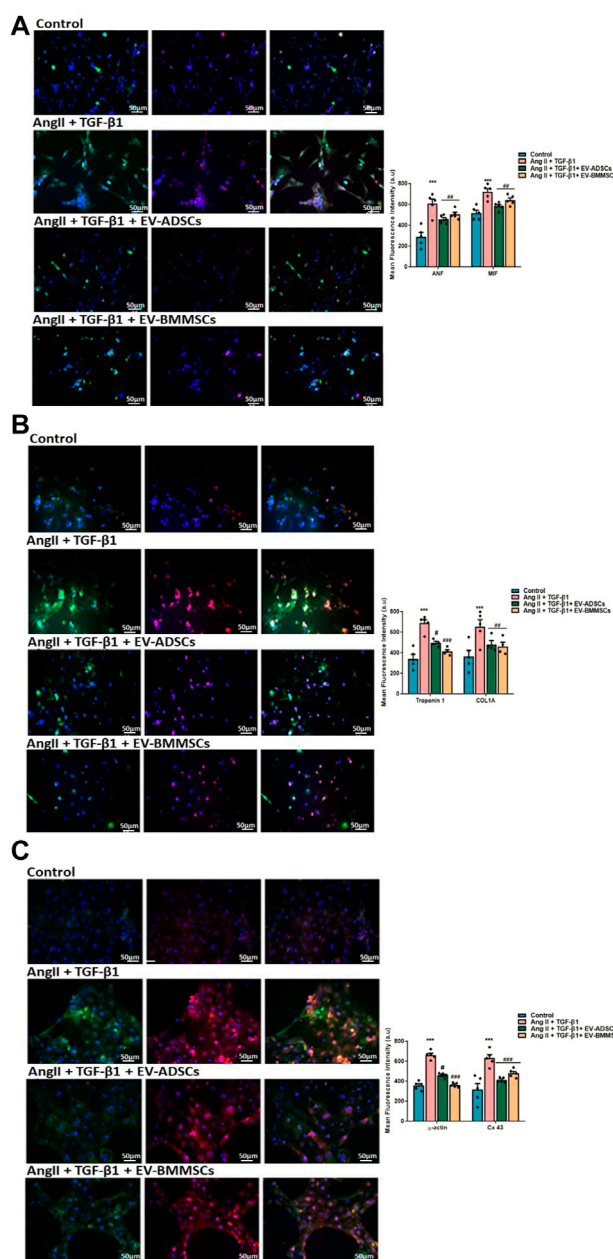 A
Control
50µm 50µm 50µm
AngII + TGF-β1
50µm 50µm 50µm
AngII + TGF-β1 + EV-ADSCs
50µm 50µm 50µm
AngII + TGF-β1 + EV-BMMSCs
50µm 50µm 50µm
Control
Ang II + TGF-β1
Ang II + TGF-β1+ EV-ADSCs
Ang II + TGF-β1+ EV-BMMSC
Mean Fluorescence Intensity (a.u)
800
600
400
200
0
*** ## *** ##
ANF MIF
B
Control
50µm 50µm 50µm
AngII + TGF-β1
50µm 50µm 50µm
AngII + TGF-β1 + EV-ADSCs
50µm 50µm 50µm
AngII + TGF-β1 + EV-BMMSCs
50µm 50µm 50µm
Control
Ang II + TGF-β1
Ang II + TGF-β1+ EV-ADSCs
Ang II + TGF-β1+ EV-BMMSCs
Mean Fluorescence Intensity (a.u)
800
600
400
200
0
*** # ### *** ##
Troponin 1 COL1A
C
Control
50µm 50µm
AngII + TGF-β1
50µm 50µm 50µm
AngII + TGF-β1 + EV-ADSCs
50µm 50µm 50µm
AngII + TGF-β1 + EV-BMMSCs
50µm 50µm 50µm
Control
Ang II + TGF-β1
Ang II + TGF-β1+ EV-ADSC
Ang II + TGF-β1+ EV-BMMS
Mean Fluorescence Intensity (a.u)
800
600
400
200
0
*** # ### *** ###
α-actin Cx 43